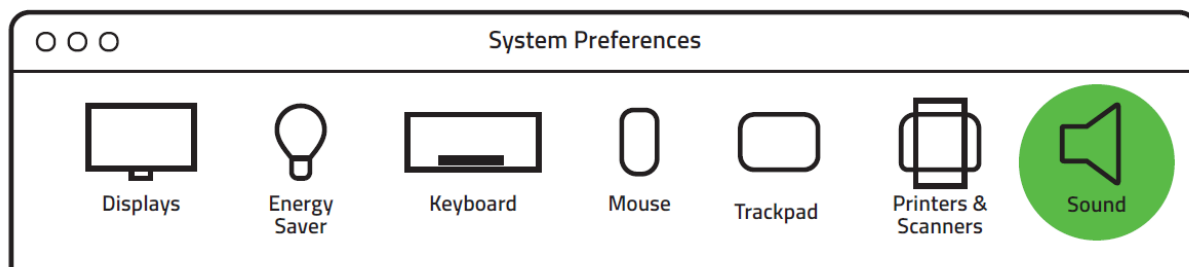 System Preferences
Displays
Energy
Saver
Keyboard
Mouse
Trackpad
Printers &
Scanners
Sound